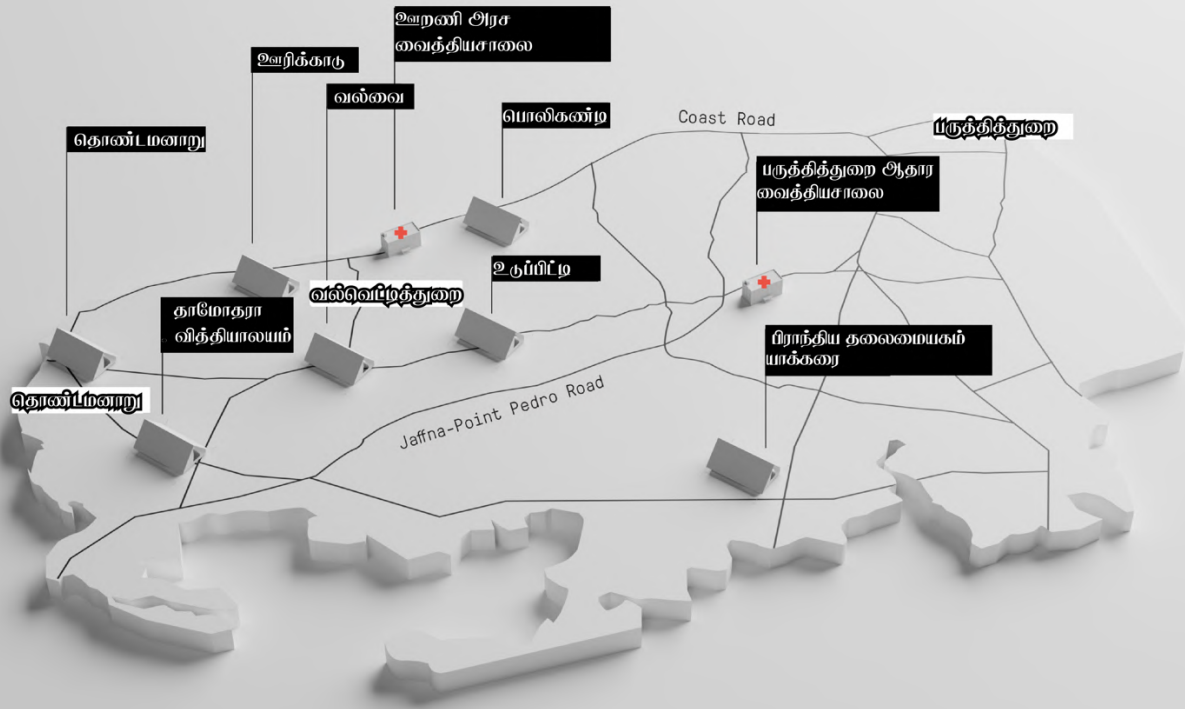 ஊறணி அரச
வைத்தியசாலை
ஊரிக்காடு
வல்வை
பொலிகண்டி
Coast Road
பருத்தித்துறை
தொண்டமனாறு
பருத்தித்துறை ஆதார
வைத்தியசாலை
உடுப்பிட்டி
வல்வெட்டித்துறை
தாமோதரா
வித்தியாலயம்
பிராந்திய தலைமையகம்
யாக்கரை
தொண்டமனாறு
Jaffna-Point Pedro Road